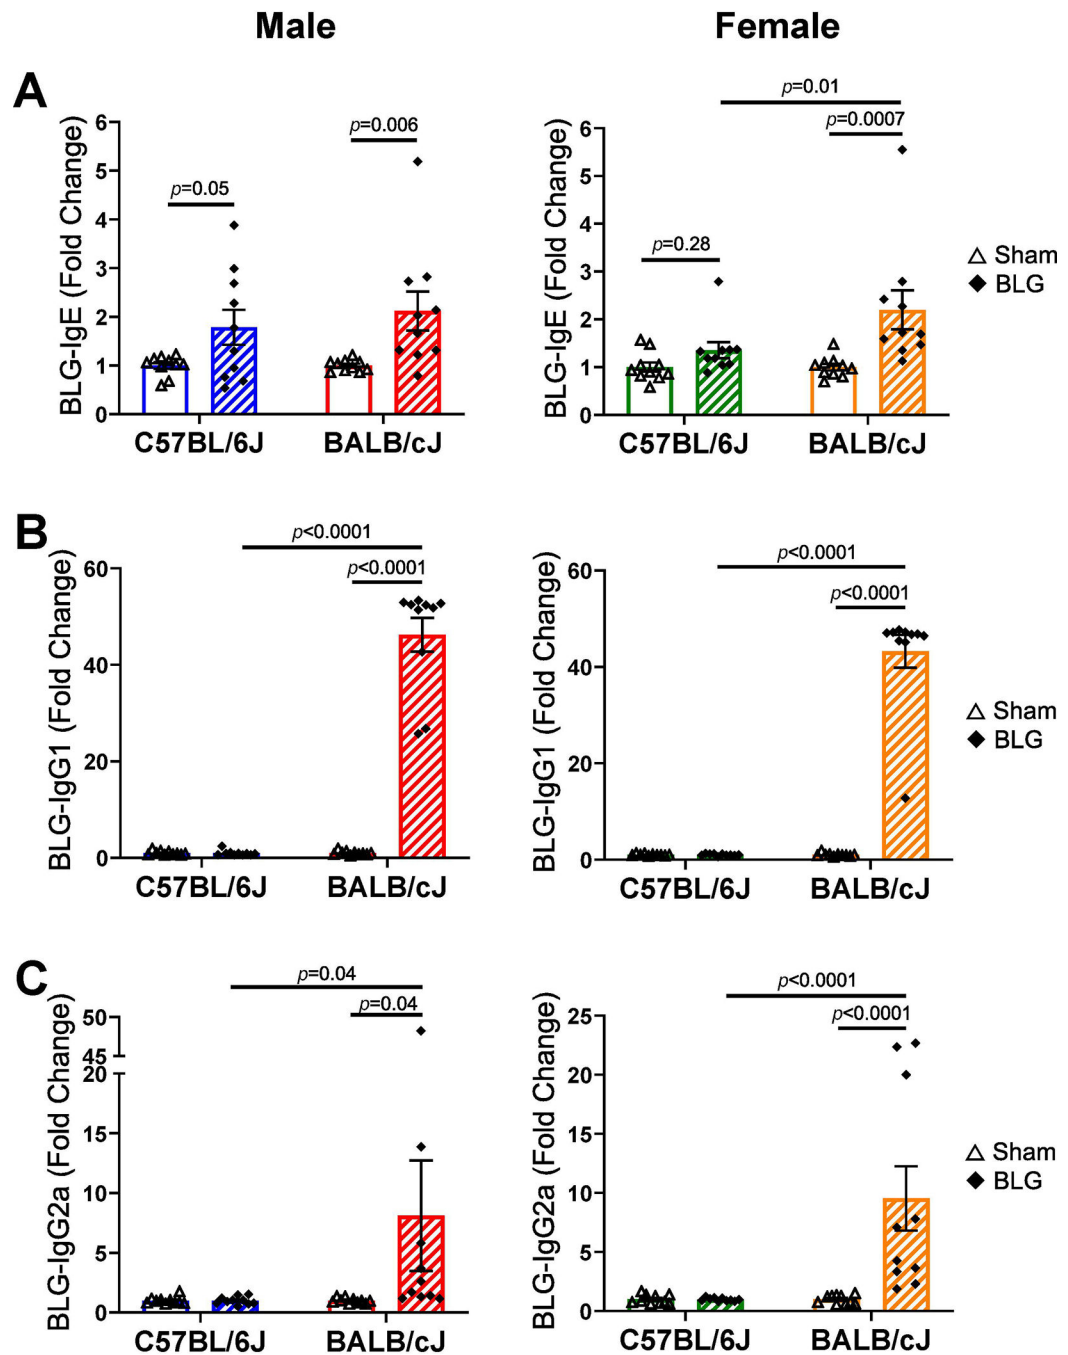 Male
Female
A
BLG-IgE (Fold Change)
6
5
4
3
2
1
0
p=0.05
p=0.006
C57BL/6J
BALB/cJ
BLG-IgE (Fold Change)
6
5
4
3
2
1
0
p=0.01
p=0.0007
p=0.28
C57BL/6J
BALB/cJ
Sham
BLG
B
BLG-IgG1 (Fold Change)
60
40
20
0
p<0.0001
p<0.0001
C57BL/6J
BALB/cJ
BLG-IgG1 (Fold Change)
60
40
20
0
p<0.0001
p<0.0001
C57BL/6J
BALB/cJ
Sham
BLG
C
BLG-IgG2a (Fold Change)
50
45
20
15
10
5
0
p=0.04
p=0.04
C57BL/6J
BALB/cJ
BLG-IgG2a (Fold Change)
25
20
15
10
5
0
p<0.0001
p<0.0001
C57BL/6J
BALB/cJ
Sham
BLG